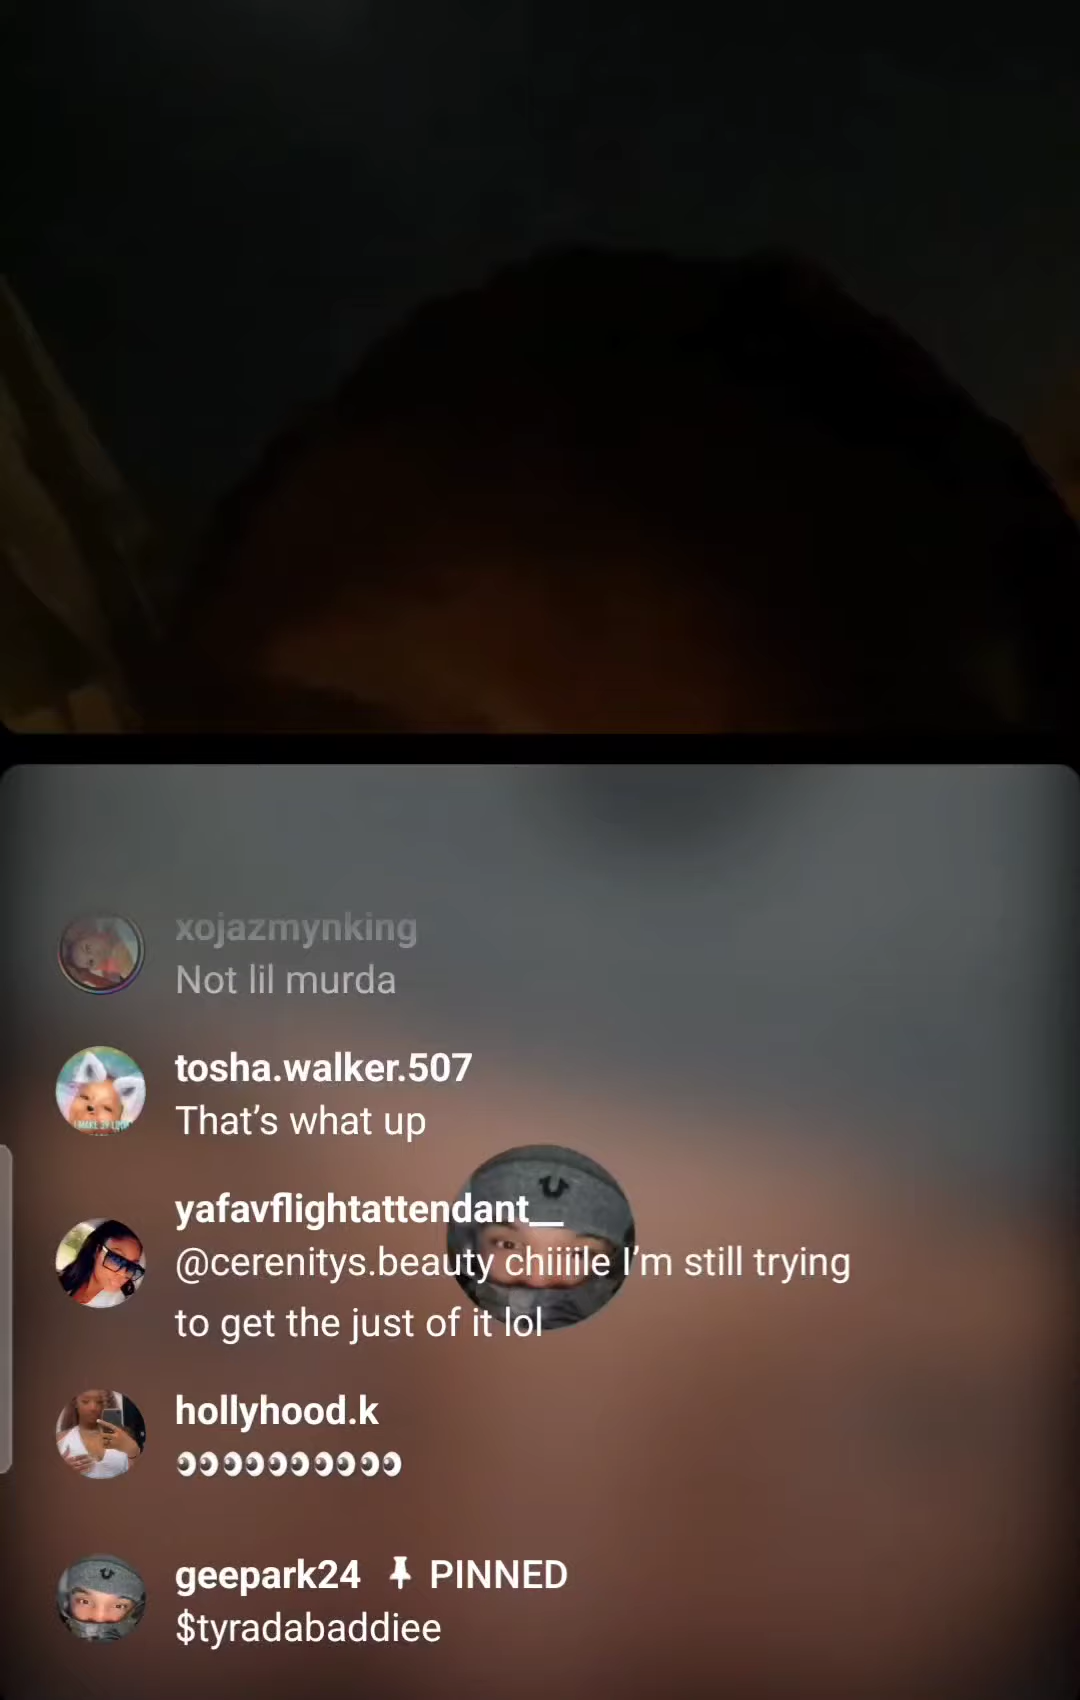 xojazmynking
Not lil murda
tosha.walker.507
That’s what up
yafavflightattendant__
@cerenitys.beauty chiiiile I’m still trying
to get the just of it lol
hollyhood.k
👀👀👀👀👀
geepark24 📌 PINNED
$tyradabaddiee